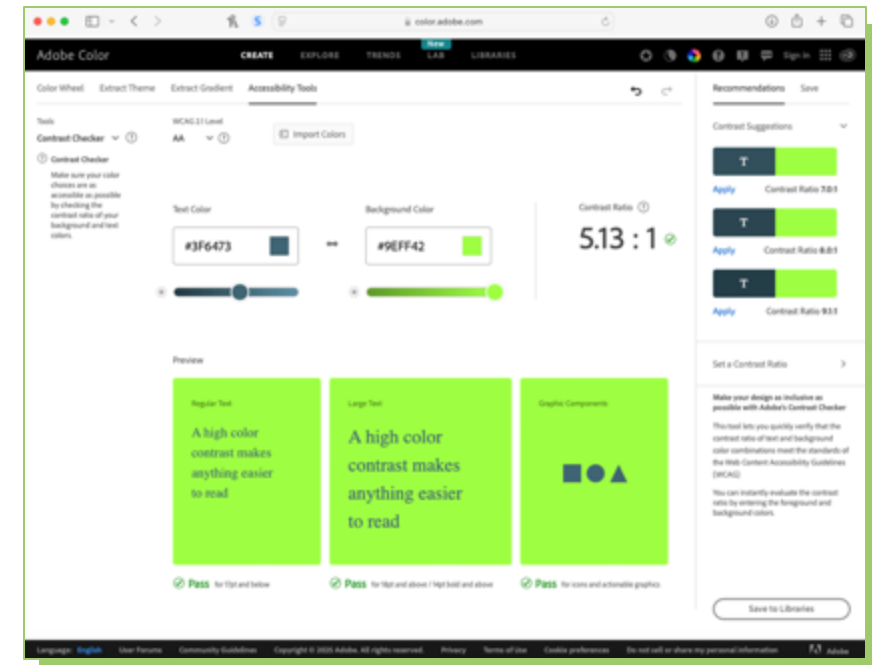 color.adobe.com
Adobe Color
CREATE EXPLORE TRENDS LAB LIBRARIES
New
Sign in
Color Wheel Extract Theme Extract Gradient Accessibility Tools
Recommendations Save
Tools
Contrast Checker
WCAG 2.1 Level
AA
Import Colors
Contrast Checker
Make sure your color
choices are as
accessible as possible
by checking the
contrast ratio of your
background and text
colors.
Text Color
#3F6473
Background Color
#9EFF42
Contrast Ratio
5.13 : 1
Contrast Suggestions
T
Apply Contrast Ratio 7.0:1
T
Apply Contrast Ratio
T
Apply Contrast Ratio 9.1:1
Set a Contrast Ratio
Preview
Regular Text
A high color
contrast makes
anything easier
to read
Large Text
A high color
contrast makes
anything easier
to read
Graphic Components
Pass for 17pt and below
Pass for 18pt and above / 14pt bold and above
Pass for icons and actionable graphics
Make your design as inclusive as
possible with Adobe's Contrast Checker
This tool lets you quickly verify that the
contrast ratio of text and background
color combinations meet the standards of
the Web Content Accessibility Guidelines
(WCAG)
You can instantly evaluate the contrast
ratio by entering the foreground and
background colors.
Save to Libraries
Language: English User Forums Community Guidelines Copyright © Adobe. All rights reserved. Privacy Terms of Use Cookie preferences Do not sell or share my personal information Adobe